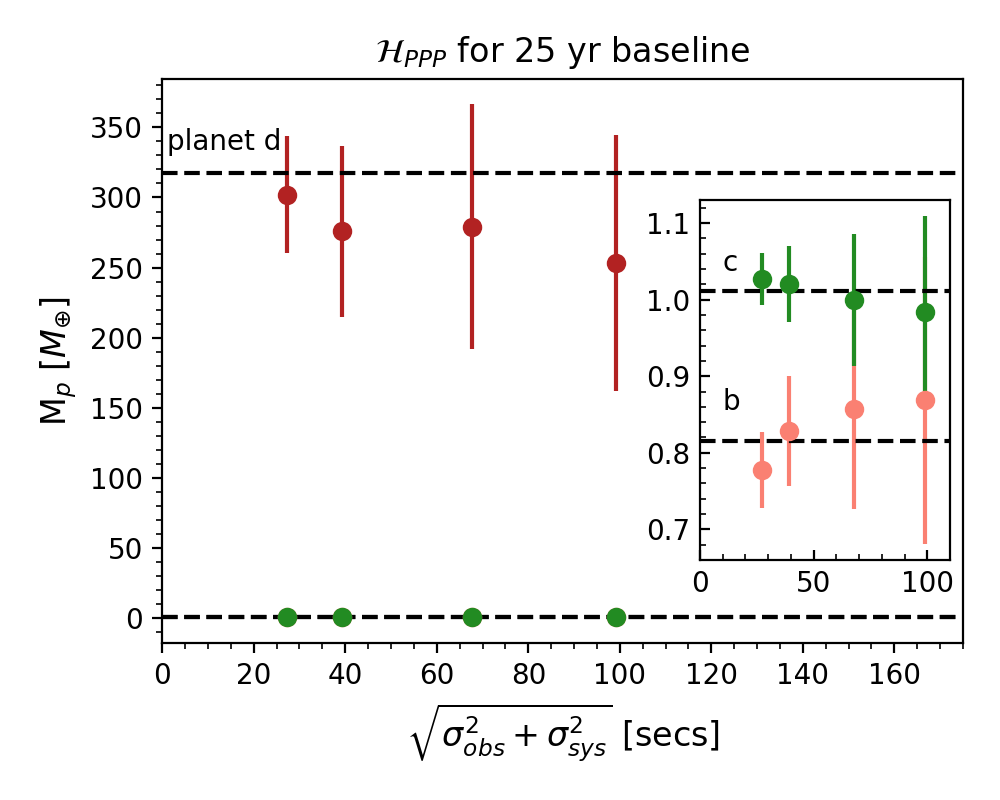 𝓗_PPP for 25 yr baseline
M_p [M_⊕]
350
300
250
200
150
100
50
0
planet d
1.1
1.0
0.9
0.8
0.7
c
b
0 50 100
0 20 40 60 80 100 120 140 160
√(σ²_obs + σ²_sys) [secs]